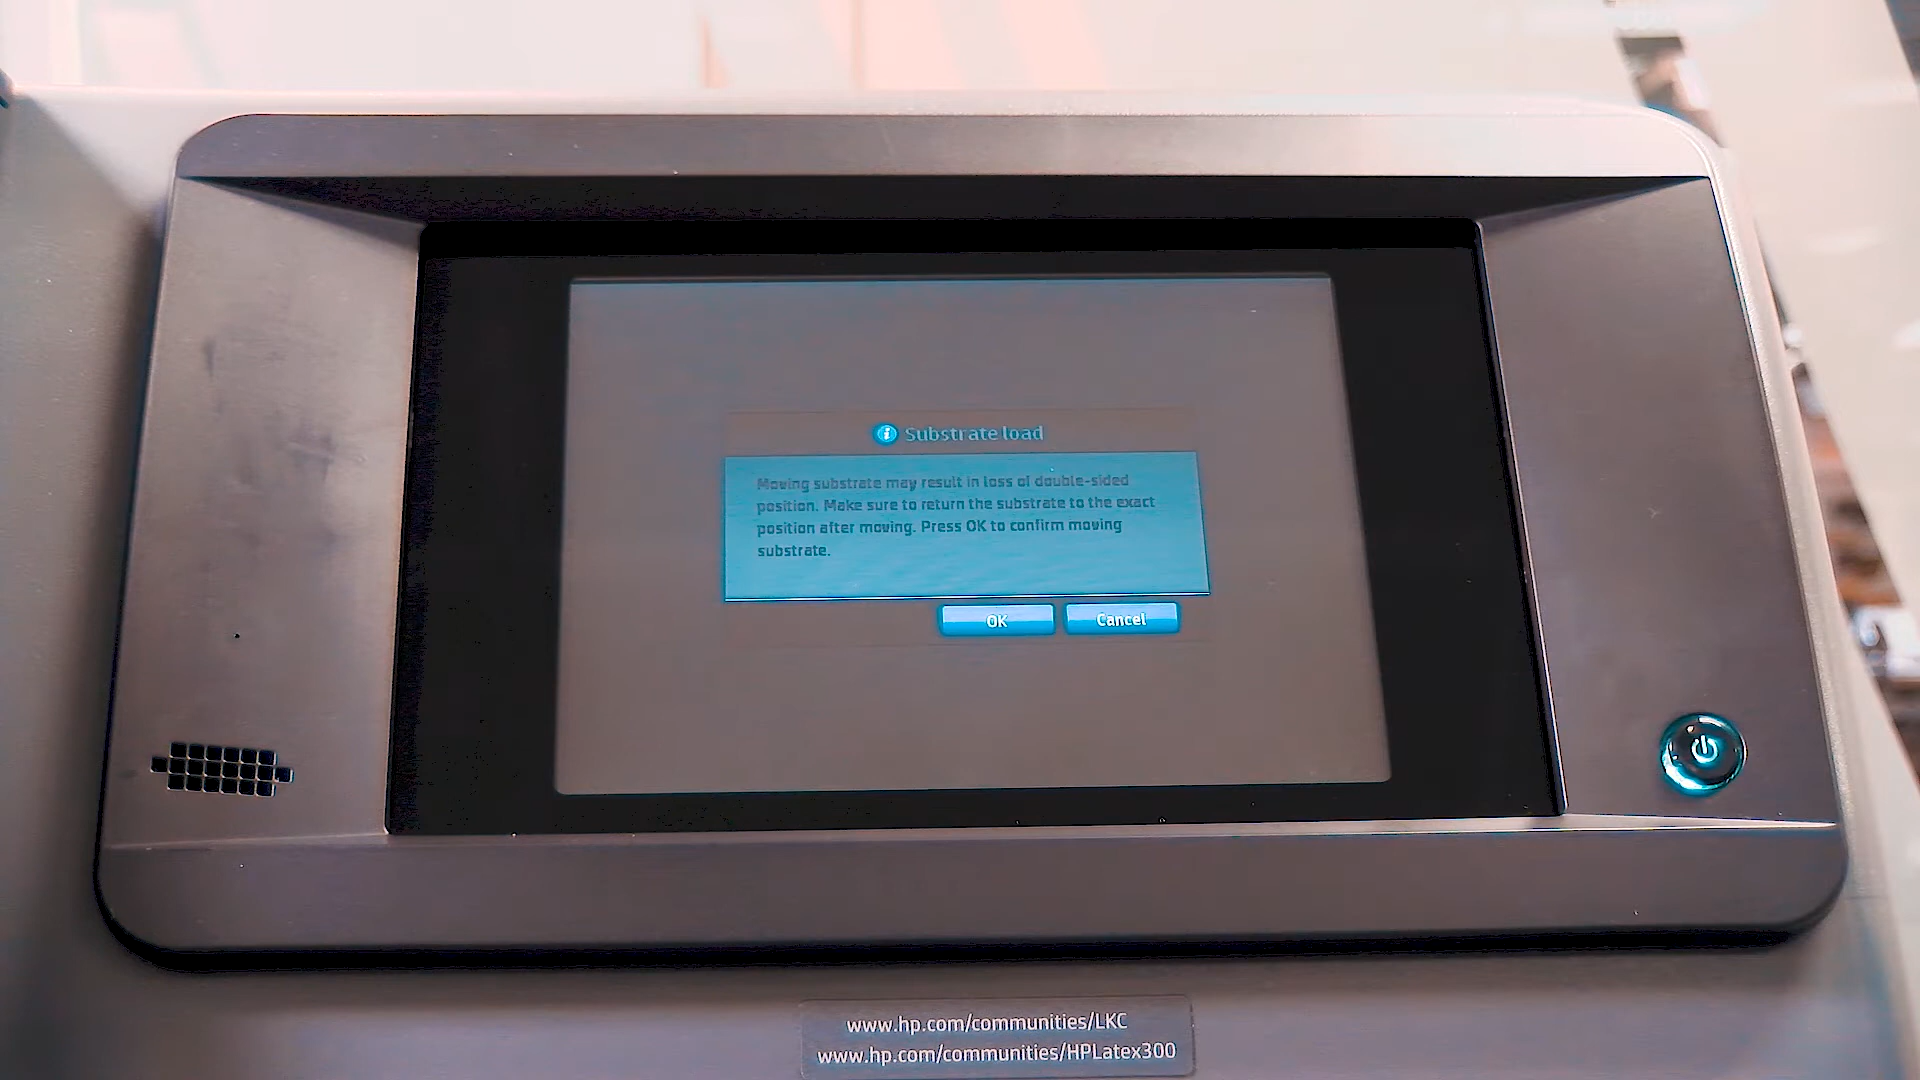 Substrate load
Moving substrate may result in loss of double-sided
position. Make sure to return the substrate to the exact
position after moving. Press OK to confirm moving
substrate.
OK
Cancel
www.hp.com/communities/LKC
www.hp.com/communities/HPLatex300